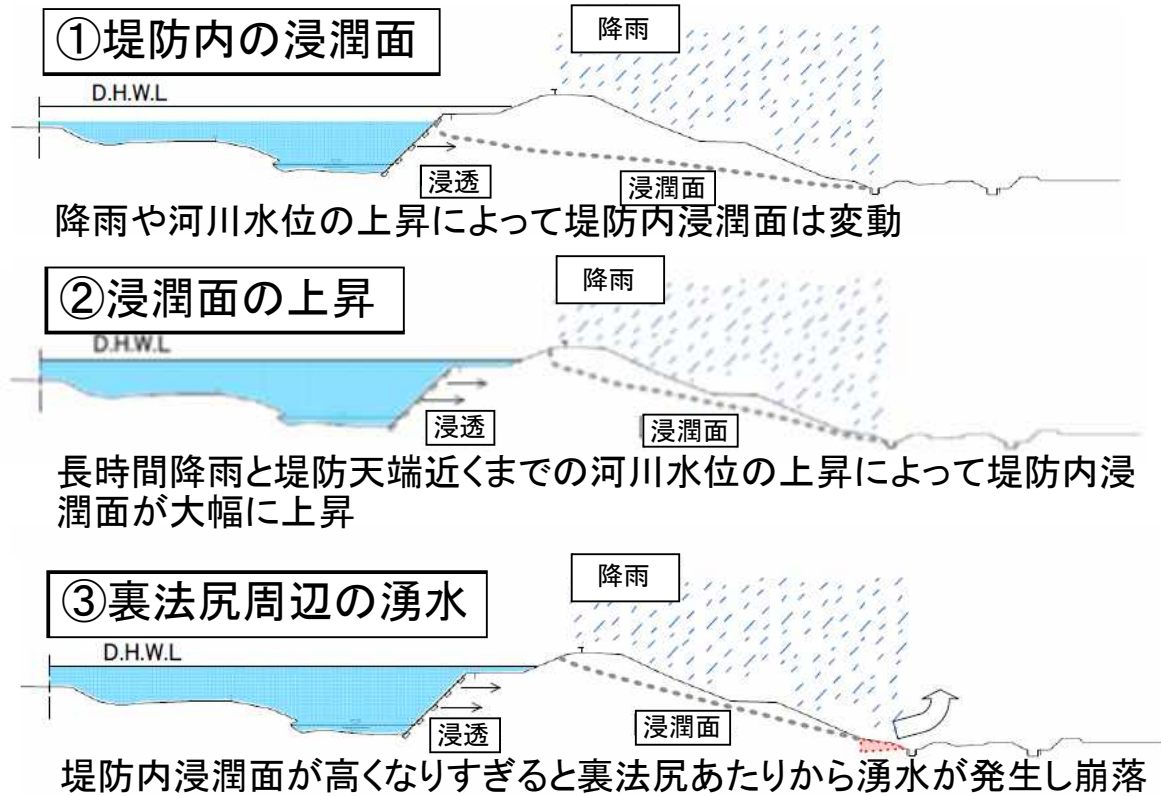 ①堤防内の浸潤面
降雨
D.H.W.L
浸透
浸潤面
降雨や河川水位の上昇によって堤防内浸潤面は変動
②浸潤面の上昇
降雨
D.H.W.L
浸透
浸潤面
長時間降雨と堤防天端近くまでの河川水位の上昇によって堤防内浸
潤面が大幅に上昇
③裏法尻周辺の湧水
降雨
D.H.W.L
浸透
浸潤面
堤防内浸潤面が高くなりすぎると裏法尻あたりから湧水が発生し崩落